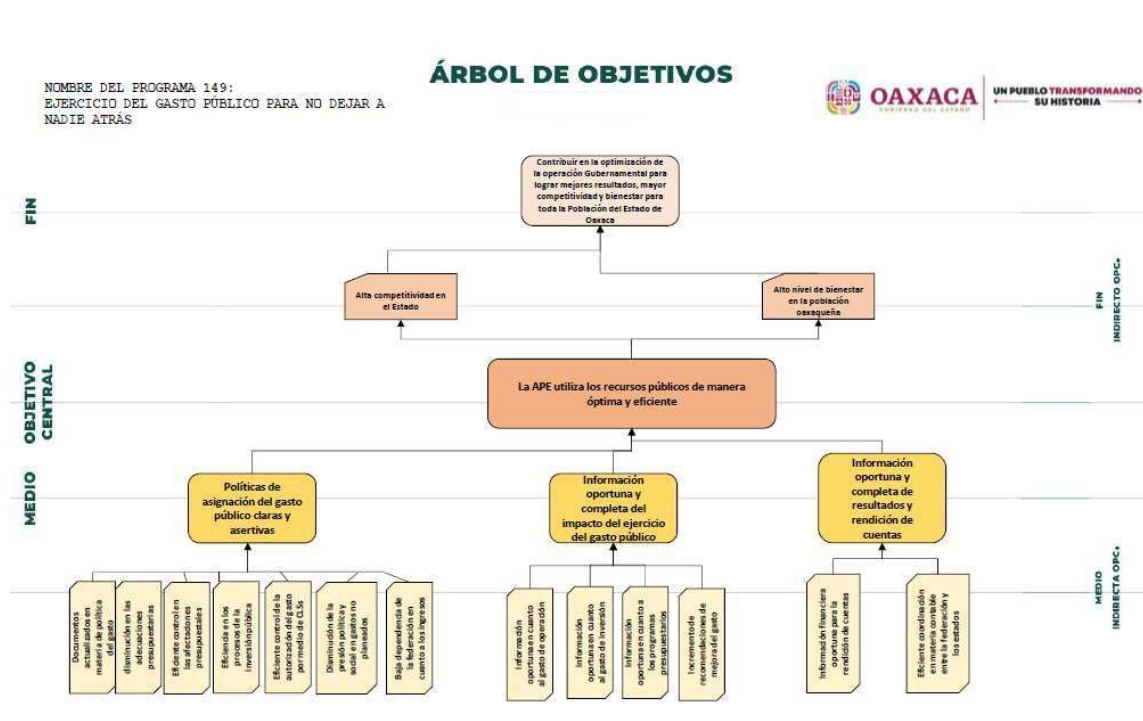 ÁRBOL DE OBJETIVOS
NOMBRE DEL PROGRAMA 149:
EJERCICIO DEL GASTO PÚBLICO PARA NO DEJAR A
NADIE ATRÁS
OAXACA
GOBIERNO DEL ESTADO
UN PUEBLO TRANSFORMANDO
SU HISTORIA
FIN
Contribuir en la optimización de
la operación Gubernamental para
lograr mejores resultados, mayor
competitividad y bienestar para
toda la Población del Estado de
Oaxaca
FIN
INDIRECTO OPC.
Alta competitividad en
el Estado
Alto nivel de bienestar
en la población
oaxaqueña
OBJETIVO
CENTRAL
La APE utiliza los recursos públicos de manera
óptima y eficiente
MEDIO
Políticas de
asignación del gasto
público claras y
asertivas
Información
oportuna y
completa del
impacto del ejercicio
del gasto público
Información
oportuna y
completa de
resultados y
rendición de
cuentas
MEDIO
INDIRECTA OPC.
Documentos
actualizados en
materia de política
del gasto
disminución en las
adecuaciones
presupuestarias
Eficiente control en
las afectaciones
presupuestales
Eficiencia en los
procesos de la
inversión pública
Eficiente control de la
autorización del gasto
por medio de CLSs
Disminución de la
presión política y
social en gastos no
planeados
Baja dependencia de
la federación en
cuanto a los ingresos
Información
oportuna en cuanto
al gasto de operación
Información
oportuna en cuanto
al gasto de inversión
Información
oportuna en cuanto a
los programas
presupuestarios
Incremento de
recomendaciones de
mejora del gasto
Información financiera
oportuna para la
rendición de cuentas
Eficiente coordinación
en materia contable
entre la federación y
los estados